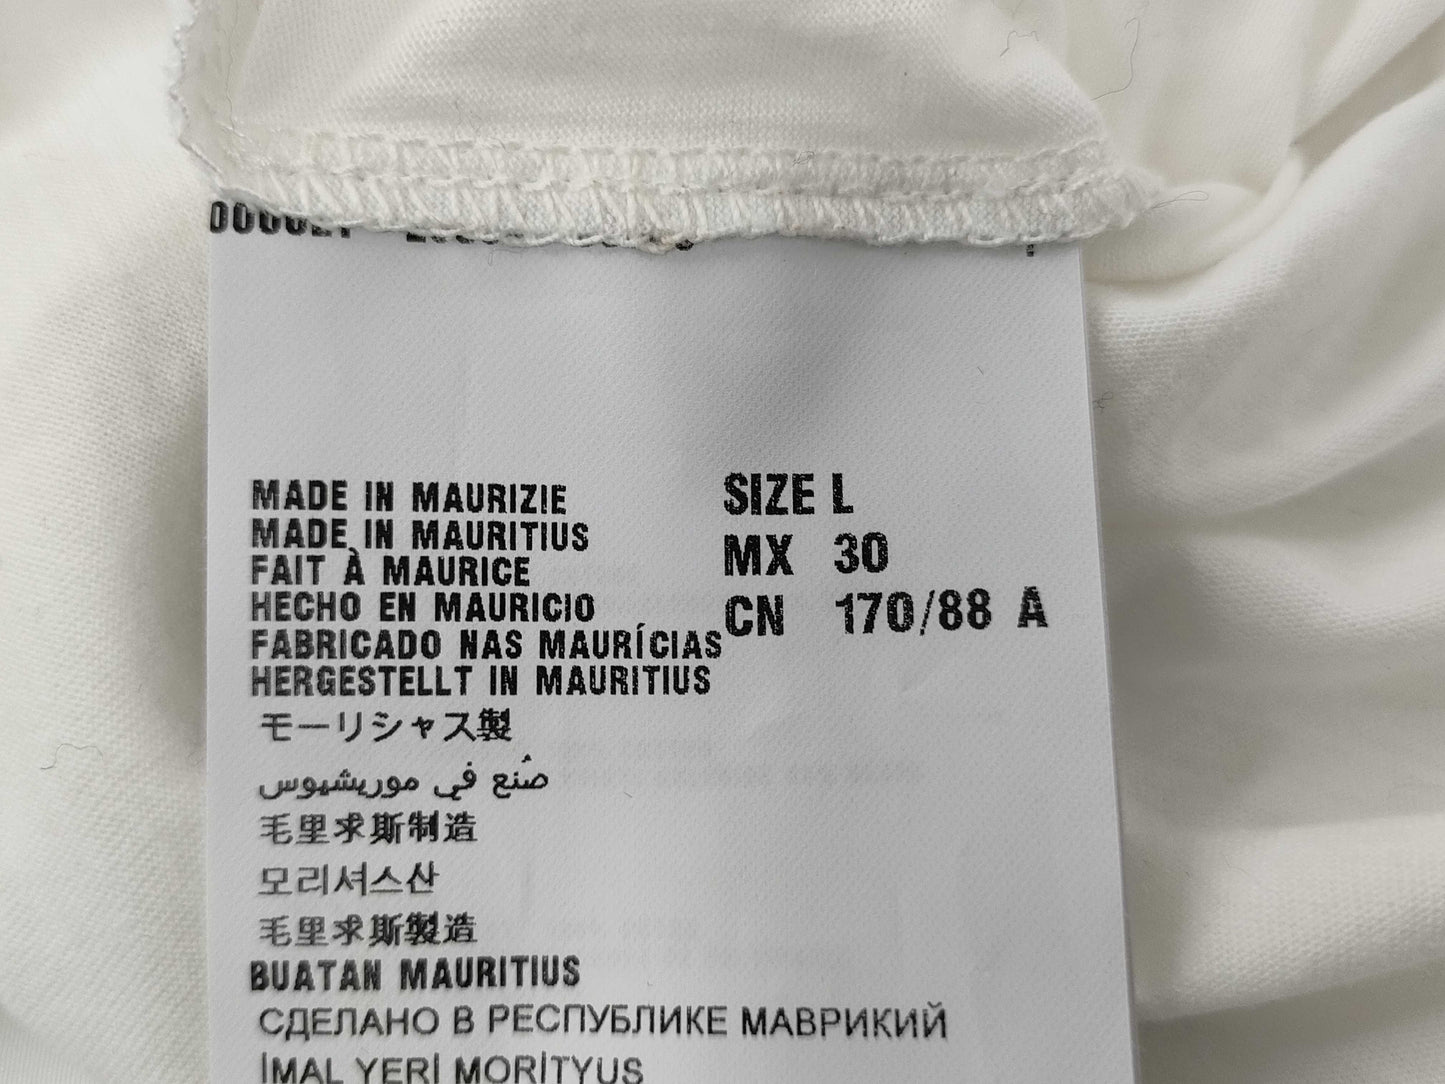 MADE IN MAURIZIE
MADE IN MAURITIUS
FAIT À MAURICE
HECHO EN MAURICIO
FABRICADO NAS MAURÍCIAS
HERGESTELLT IN MAURITIUS
モーリシャス製
صُنع في موريشيوس
毛里求斯制造
모리셔스산
毛里求斯製造
BUATAN MAURITIUS
СДЕЛАНО В РЕСПУБЛИКЕ МАВРИКИЙ
İMAL YERİ MORİTYUS
SIZE L
MX 30
CN 170/88 A